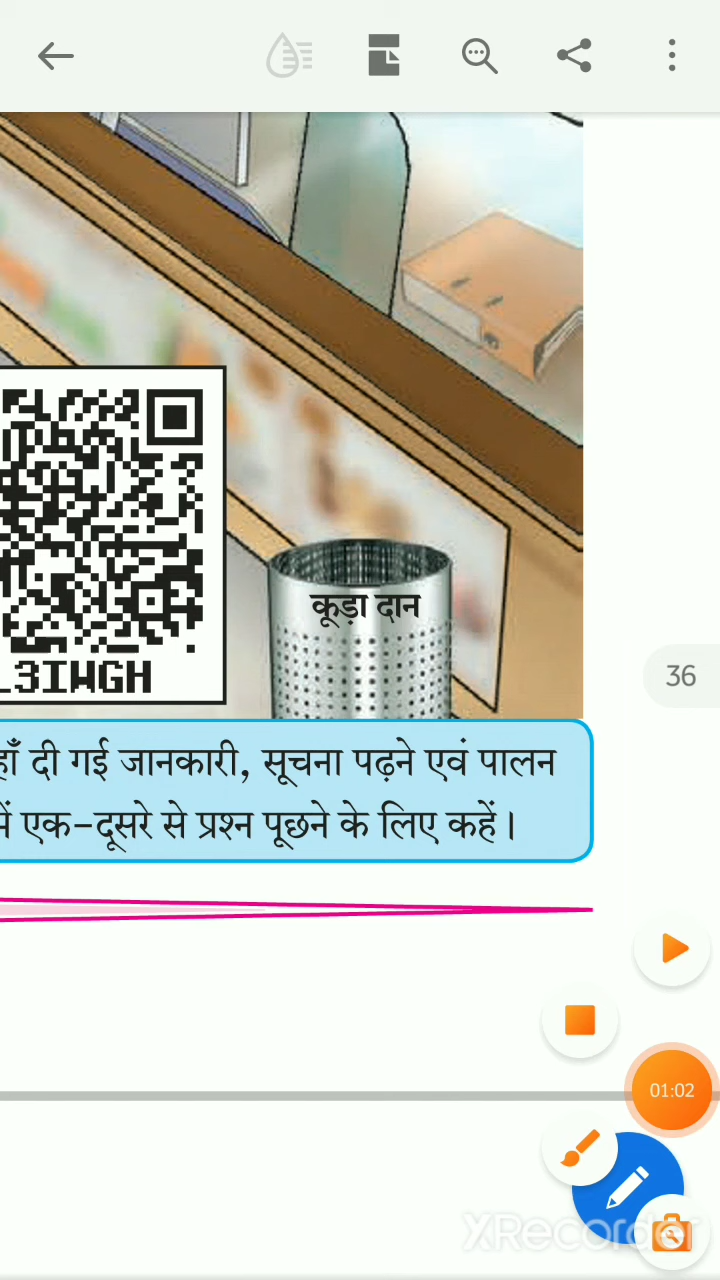 कूड़ा दान
L3IWGH
36
दी गई जानकारी, सूचना पढ़ने एवं पालन
एक–दूसरे से प्रश्न पूछने के लिए कहें।
01:02
XRecorder